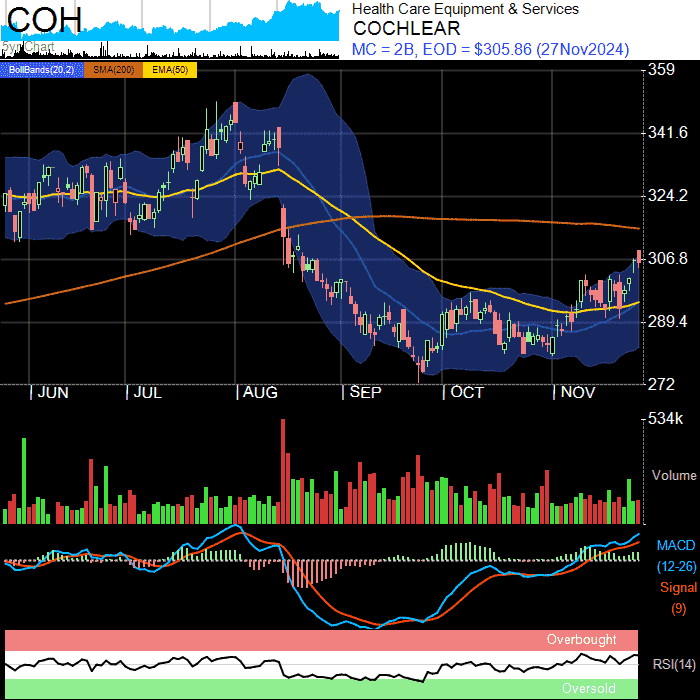 COH
Health Care Equipment & Services
COCHLEAR
MC = 2B, EOD = $305.86 (27Nov2024)
Chart
BollBands(20,2) SMA(200) EMA(50)
359
341.6
324.2
306.8
289.4
272
JUN JUL AUG SEP OCT NOV
534k
Volume
MACD
(12-26)
Signal
(9)
Overbought
RSI(14)
Oversold